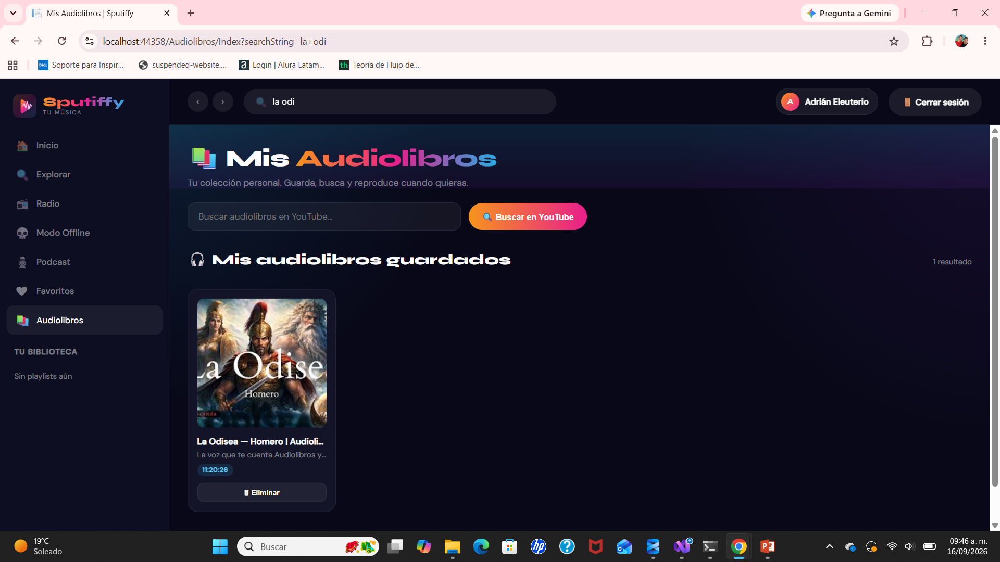 Mis Audiolibros | Sputiffy
Pregunta a Gemini
localhost:44358/Audiolibros/Index?searchString=la+odi
DELL Soporte para Inspir...
suspended-website....
a Login | Alura Latam...
th Teoría de Flujo de...
Sputiffy
TU MÚSICA
la odi
A Adrián Eleuterio
Cerrar sesión
Inicio
Explorar
Radio
Modo Offline
Podcast
Favoritos
Audiolibros
TU BIBLIOTECA
Sin playlists aún
Mis Audiolibros
Tu colección personal. Guarda, busca y reproduce cuando quieras.
Buscar audiolibros en YouTube...
Buscar en YouTube
Mis audiolibros guardados
1 resultado
La Odise
Homero
cuenta
La Odisea — Homero | Audioli...
La voz que te cuenta Audiolibros y...
11:20:26
Eliminar
19°C
Soleado
Buscar
hp
09:46 a. m.
16/09/2026